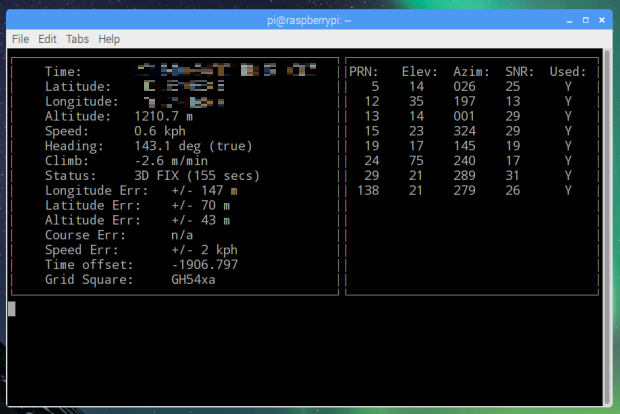 pi@raspberrypi: ~
File Edit Tabs Help
Time:
Latitude:
Longitude:
Altitude: 1210.7 m
Speed: 0.6 kph
Heading: 143.1 deg (true)
Climb: -2.6 m/min
Status: 3D FIX (155 secs)
Longitude Err: +/- 147 m
Latitude Err: +/- 70 m
Altitude Err: +/- 43 m
Course Err: n/a
Speed Err: +/- 2 kph
Time offset: -1906.797
Grid Square: GH54xa
PRN: Elev: Azim: SNR: Used:
5 14 026 25 Y
12 35 197 13 Y
13 14 001 29 Y
15 23 324 29 Y
19 17 145 19 Y
24 75 240 17 Y
29 21 289 31 Y
138 21 279 26 Y